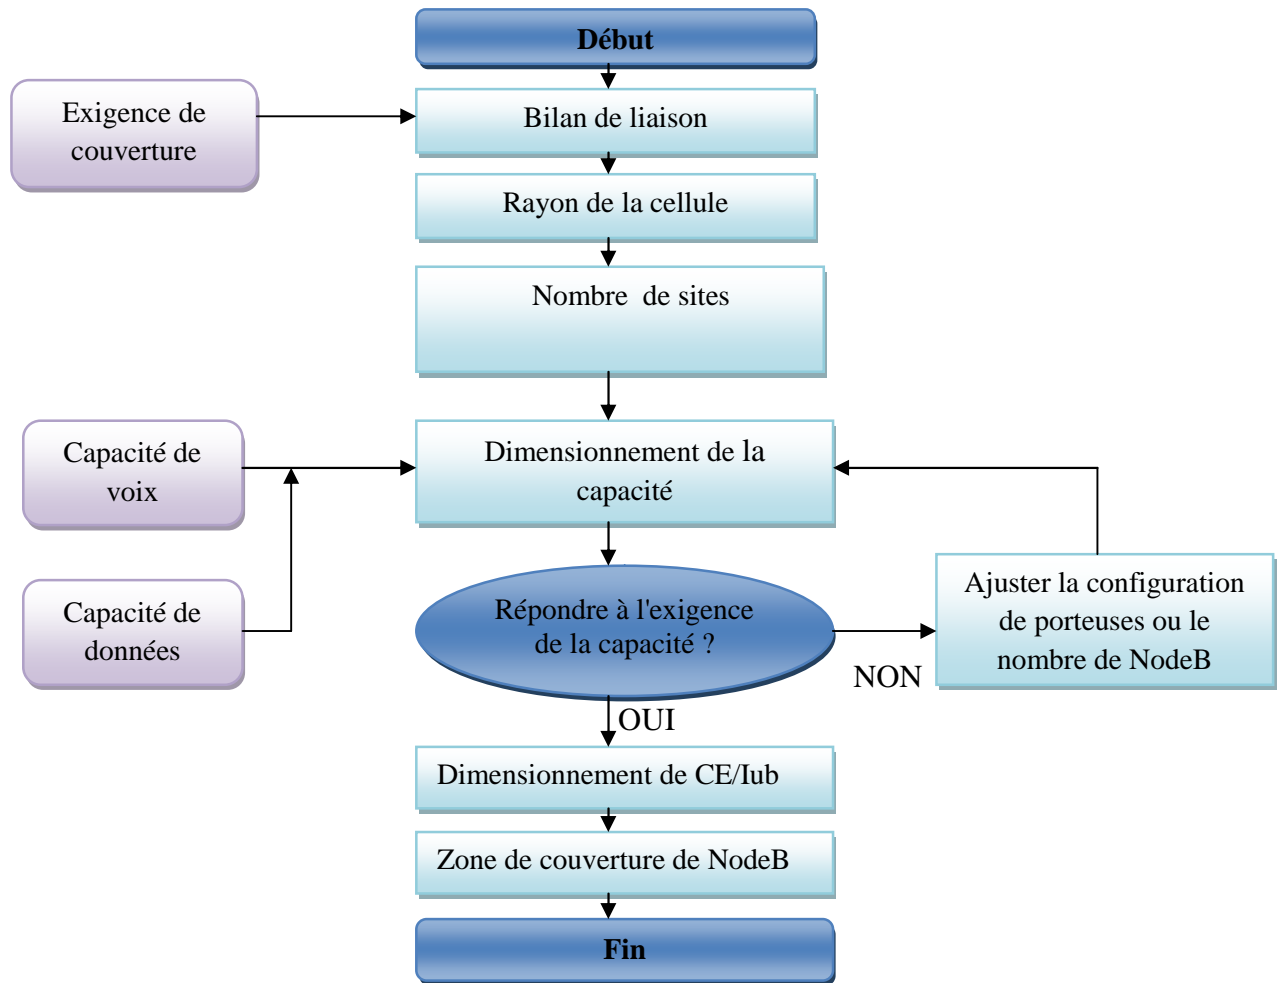 Début
Exigence de
couverture
Bilan de liaison
Rayon de la cellule
Nombre de sites
Capacité de
voix
Dimensionnement de la
capacité
Capacité de
données
Répondre à l'exigence
de la capacité ?
Ajuster la configuration
de porteuses ou le
nombre de NodeB
NON
OUI
Dimensionnement de CE/Iub
Zone de couverture de NodeB
Fin